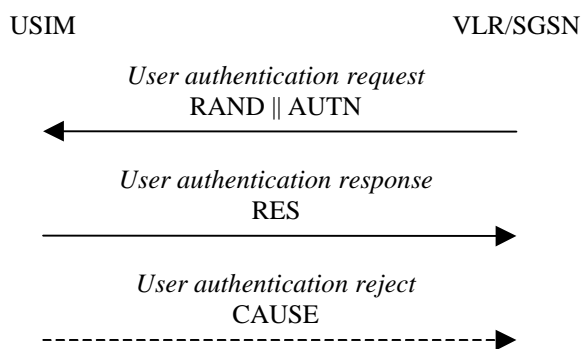 USIM VLR/SGSN
User authentication request
RAND || AUTN
User authentication response
RES
User authentication reject
CAUSE